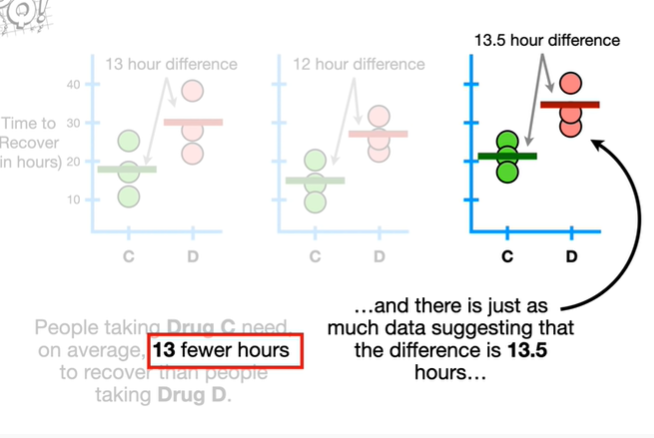 Q!
13 hour difference
12 hour difference
13.5 hour difference
Time to
Recover
in hours)
40
30
20
10
C
D
C
D
C
D
People taking Drug C need,
on average, 13 fewer hours
to recover than people
taking Drug D.
...and there is just as
much data suggesting that
the difference is 13.5
hours...